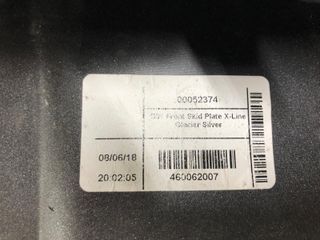 00052374
Front Skid Plate X-Line
Glacier Silver
08/06/18
20:02:05
460062007